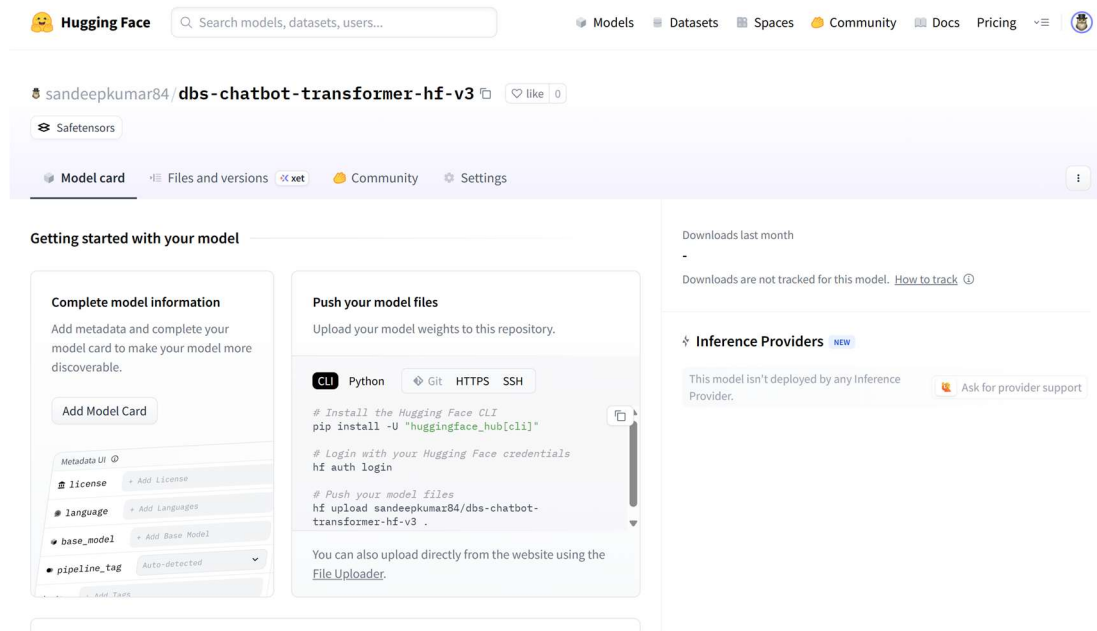 Hugging Face
Search models, datasets, users...
Models
Datasets
Spaces
Community
Docs
Pricing
sandeepkumar84/dbs-chatbot-transformer-hf-v3
like 0
Safetensors
Model card
Files and versions
xet
Community
Settings
Getting started with your model
Complete model information
Add metadata and complete your
model card to make your model more
discoverable.
Add Model Card
Metadata UI
license + Add License
language + Add Languages
base_model + Add Base Model
pipeline_tag Auto-detected
+ Add Tags
Push your model files
Upload your model weights to this repository.
CLI Python Git HTTPS SSH
# Install the Hugging Face CLI
pip install -U "huggingface_hub[cli]"
# Login with your Hugging Face credentials
hf auth login
# Push your model files
hf upload sandeepkumar84/dbs-chatbot-
transformer-hf-v3 .
You can also upload directly from the website using the
File Uploader.
Downloads last month
-
Downloads are not tracked for this model. How to track
Inference Providers NEW
This model isn't deployed by any Inference
Provider.
Ask for provider support